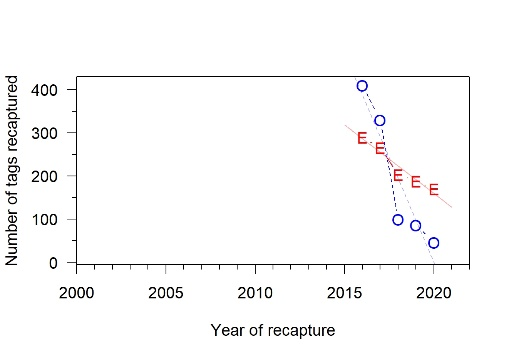 Number of tags recaptured
400
300
200
100
0
O
O
E
E
E
E
E
O
O
O
2000
2005
2010
2015
2020
Year of recapture